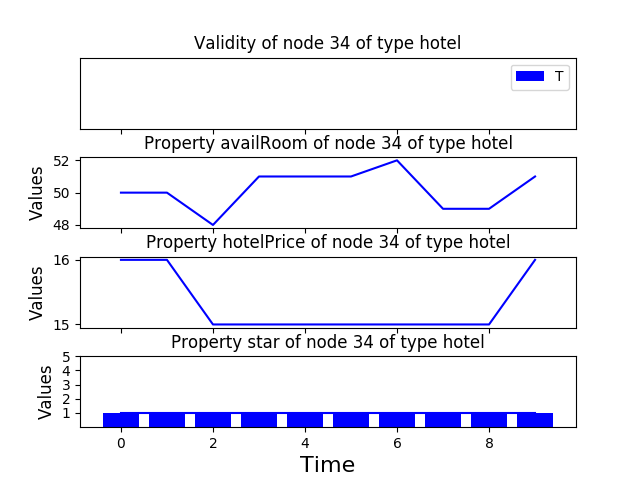 Validity of node 34 of type hotel
T
Property availRoom of node 34 of type hotel
52
50
48
Values
Property hotelPrice of node 34 of type hotel
16
15
Values
Property star of node 34 of type hotel
5
4
3
2
1
Values
0 2 4 6 8
Time